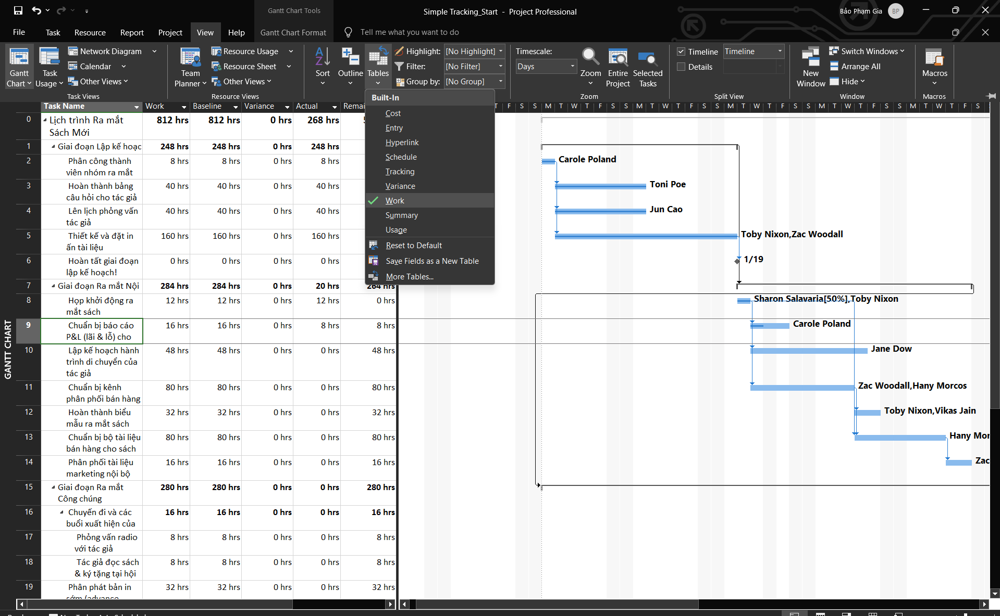 Gantt Chart Tools
Simple Tracking_Start - Project Professional
Bảo Phạm Gia
BP
File
Task
Resource
Report
Project
View
Help
Gantt Chart Format
Tell me what you want to do
Gantt Chart
Task Usage
Network Diagram
Calendar
Other Views
Task Views
Team Planner
Resource Usage
Resource Sheet
Other Views
Resource Views
Sort
Outline
Tables
Highlight: [No Highlight]
Filter: [No Filter]
Group by: [No Group]
Timescale:
Days
Zoom
Entire Project
Selected Tasks
Zoom
Timeline
Timeline
Details
Split View
New Window
Switch Windows
Arrange All
Hide
Window
Macros
Macros
Built-In
Cost
Entry
Hyperlink
Schedule
Tracking
Variance
Work
Summary
Usage
Reset to Default
Save Fields as a New Table
More Tables...
Task Name Work Baseline Variance Actual Remai
T F S S M T W T F S S M T W T F S S M T W T F S S M T W T F S S M T W T F S
0 Lịch trình Ra mắt 812 hrs 812 hrs 0 hrs 268 hrs
Sách Mới
1 Giai đoạn Lập kế hoạc 248 hrs 248 hrs 0 hrs 248 hrs
2 Phân công thành 8 hrs 8 hrs 0 hrs 8 hrs
viên nhóm ra mắt
3 Hoàn thành bảng 40 hrs 40 hrs 0 hrs 40 hrs
câu hỏi cho tác giả
4 Lên lịch phỏng vấn 40 hrs 40 hrs 0 hrs 40 hrs
tác giả
5 Thiết kế và đặt in 160 hrs 160 hrs 0 hrs 160 hrs
ấn tài liệu
6 Hoàn tất giai đoạn 0 hrs 0 hrs 0 hrs 0 hrs
lập kế hoạch!
7 Giai đoạn Ra mắt Nội 284 hrs 284 hrs 0 hrs 20 hrs 264 hrs
8 Họp khởi động ra 12 hrs 12 hrs 0 hrs 12 hrs 0 hrs
mắt sách
9 Chuẩn bị báo cáo 16 hrs 16 hrs 0 hrs 8 hrs 8 hrs
P&L (lãi & lỗ) cho
10 Lập kế hoạch hành 48 hrs 48 hrs 0 hrs 0 hrs 48 hrs
trình di chuyển của
tác giả
11 Chuẩn bị kênh 80 hrs 80 hrs 0 hrs 0 hrs 80 hrs
phân phối bán hàng
12 Hoàn thành biểu 32 hrs 32 hrs 0 hrs 0 hrs 32 hrs
mẫu ra mắt sách
13 Chuẩn bị bộ tài liệu 80 hrs 80 hrs 0 hrs 0 hrs 80 hrs
bán hàng cho sách
14 Phân phối tài liệu 16 hrs 16 hrs 0 hrs 0 hrs 16 hrs
marketing nội bộ
15 Giai đoạn Ra mắt 280 hrs 280 hrs 0 hrs 0 hrs 280 hrs
Công chúng
16 Chuyến đi và các 16 hrs 16 hrs 0 hrs 0 hrs 16 hrs
buổi xuất hiện của
17 Phỏng vấn radio 8 hrs 8 hrs 0 hrs 0 hrs 8 hrs
với tác giả
18 Tác giả đọc sách 8 hrs 8 hrs 0 hrs 0 hrs 8 hrs
& ký tặng tại hội
19 Phân phát bản in 32 hrs 32 hrs 0 hrs 0 hrs 32 hrs
sớm (advance
GANTT CHART
Carole Poland
Toni Poe
Jun Cao
Toby Nixon,Zac Woodall
1/19
Sharon Salavaria[50%],Toby Nixon
Carole Poland
Jane Dow
Zac Woodall,Hany Morcos
Toby Nixon,Vikas Jain
Hany Mor
Zac